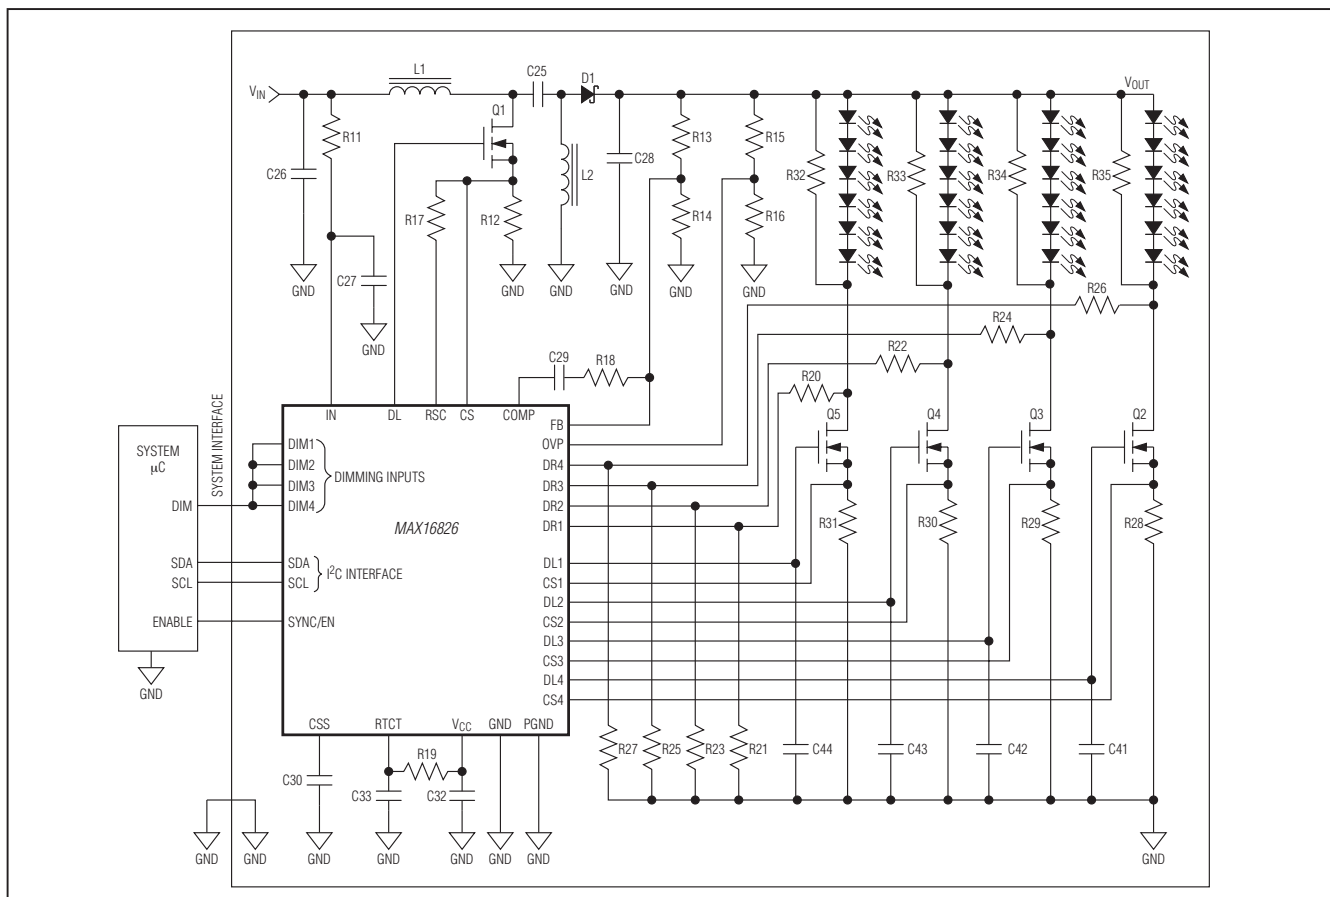 L1
C25
D1
VIN
VOUT
Q1
R11
R13
R15
C26
C28
L2
R32
R33
R34
R35
R17
R12
R14
R16
C27
GND
GND
GND
GND
GND
GND
GND
R26
R24
R22
R20
C29
R18
IN
DL
RSC
CS
COMP
FB
OVP
DR4
DR3
DR2
DR1
DL1
CS1
DL2
CS2
DL3
CS3
DL4
CS4
Q5
Q4
Q3
Q2
R31
R30
R29
R28
SYSTEM
μC
SYSTEM INTERFACE
DIM
SDA
SCL
ENABLE
GND
DIM1
DIM2
DIM3
DIM4
DIMMING INPUTS
MAX16826
SDA
SCL
I2C INTERFACE
SYNC/EN
CSS
RTCT
VCC
GND
PGND
R19
C30
C33
C32
R27
R25
R23
R21
C44
C43
C42
C41
GND
GND
GND
GND
GND
GND
GND
GND